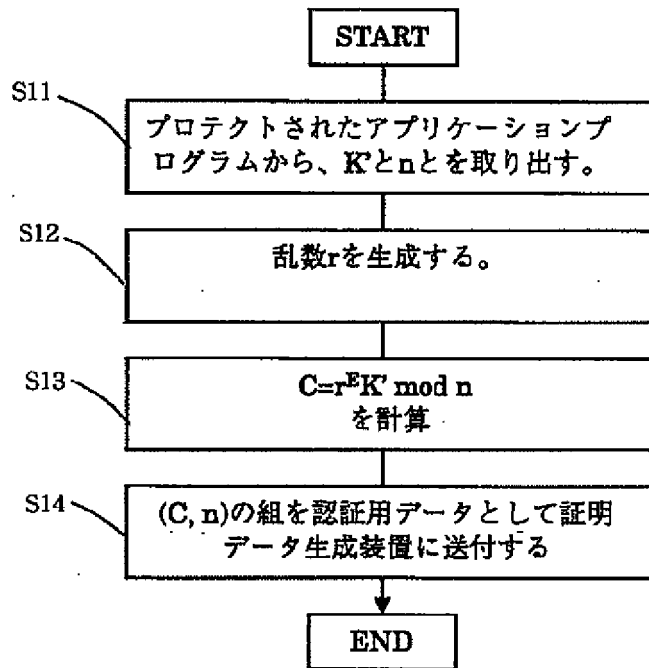 START
S11
プロテクトされたアプリケーションプ
ログラムから、K'とnとを取り出す。
S12
乱数rを生成する。
S13
C=r^E K' mod n
を計算
S14
(C, n)の組を認証用データとして証明
データ生成装置に送付する
END